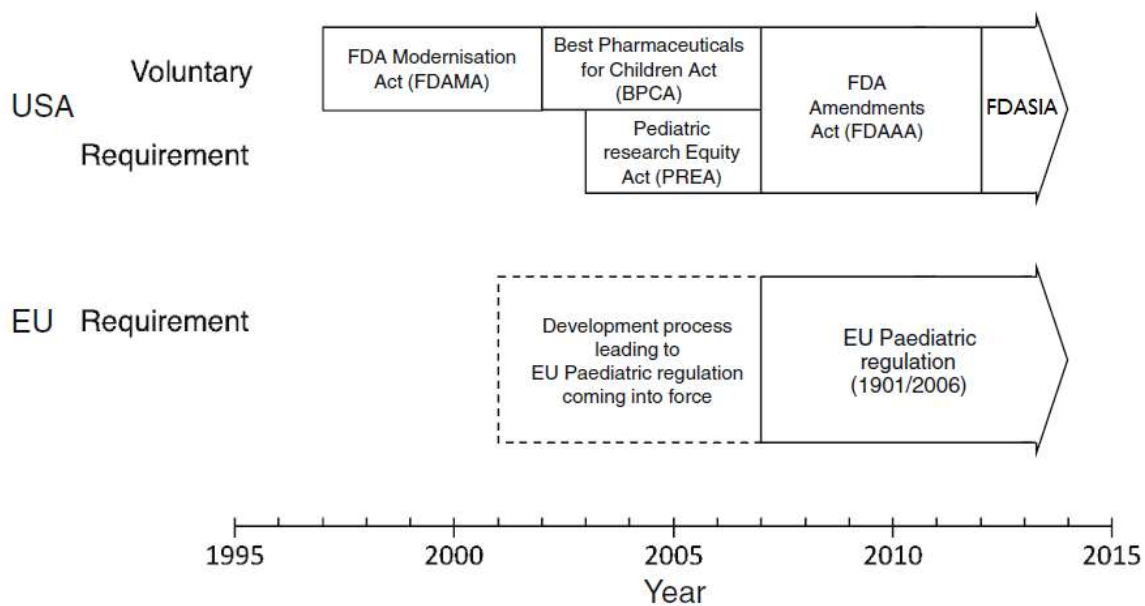 Voluntary
USA
Requirement
FDA Modernisation
Act (FDAMA)
Best Pharmaceuticals
for Children Act
(BPCA)
Pediatric
research Equity
Act (PREA)
FDA
Amendments
Act (FDAAA)
FDASIA
EU Requirement
Development process
leading to
EU Paediatric regulation
coming into force
EU Paediatric
regulation
(1901/2006)
1995 2000 2005 2010 2015
Year